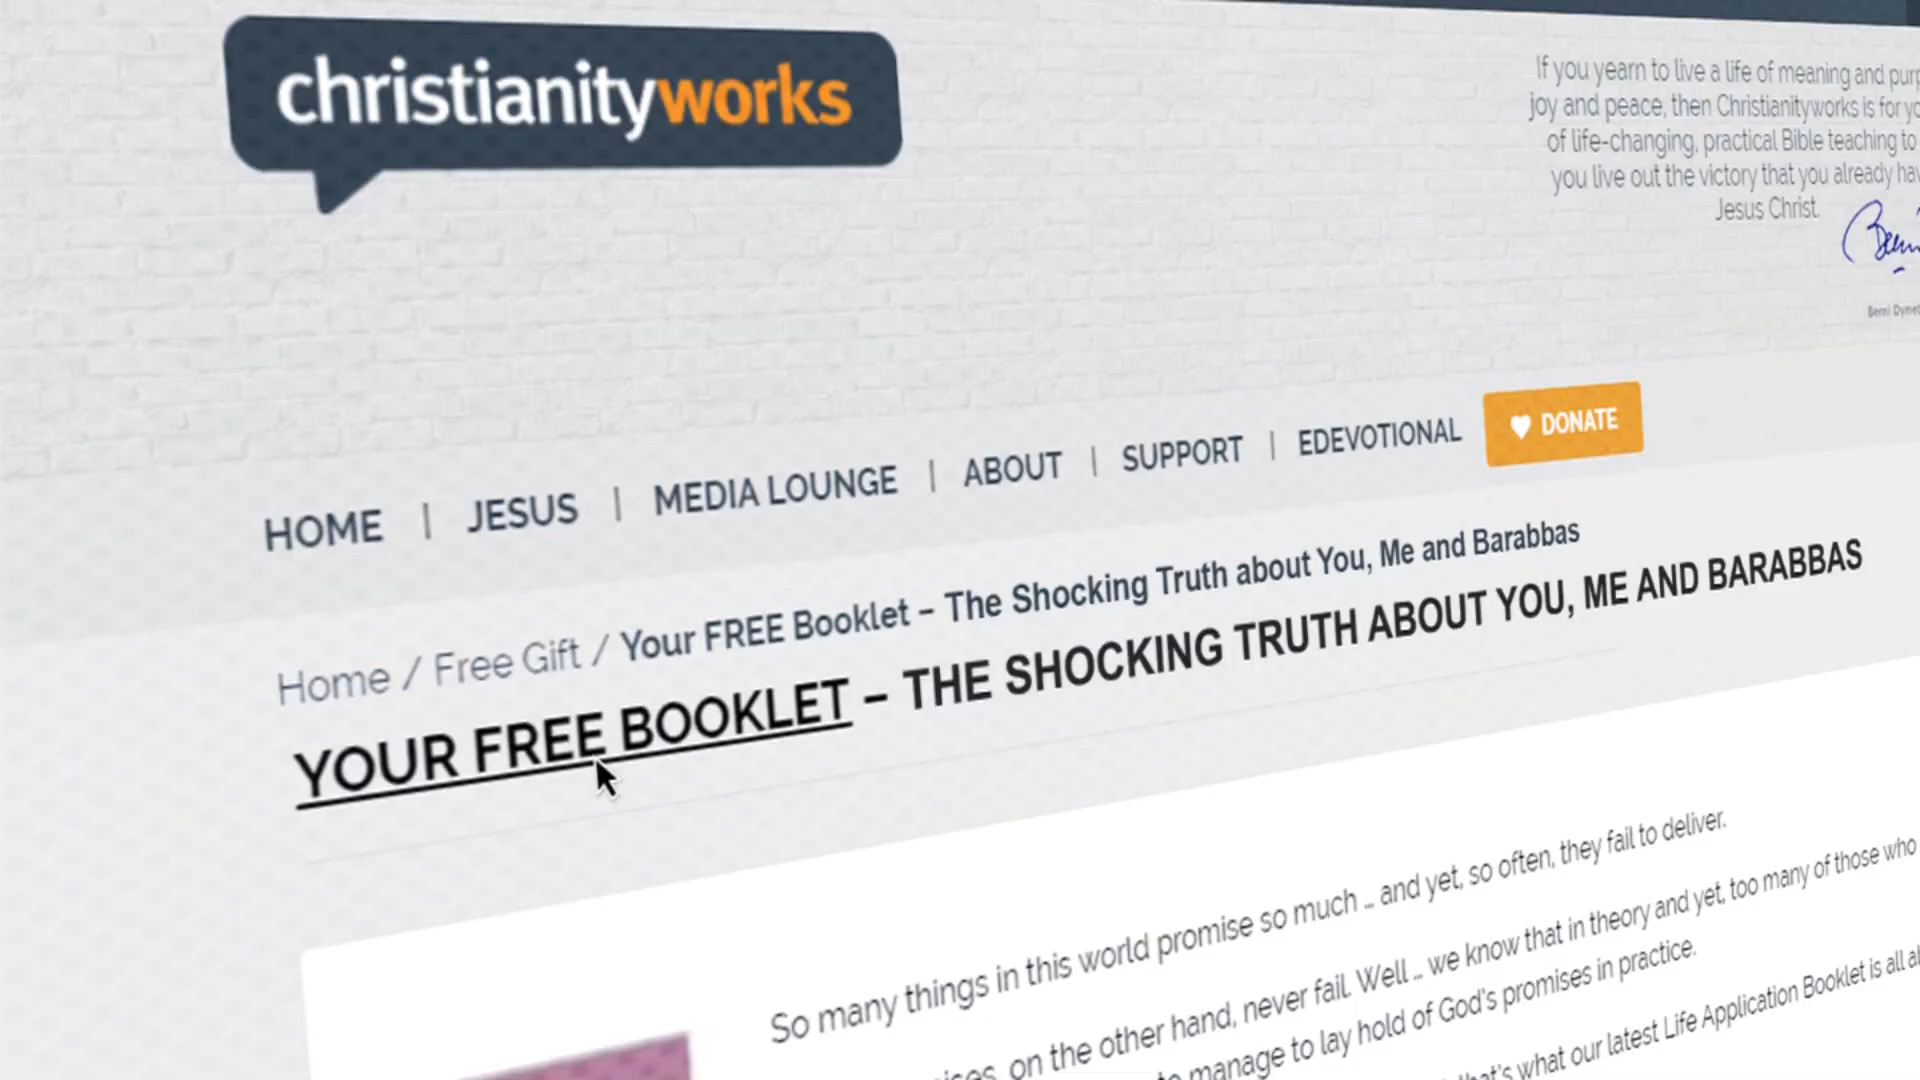 christianityworks
If you yearn to live a life of meaning and
joy and peace, then Christianityworks is for
of life-changing, practical Bible teaching to
you live out the victory that you already
Jesus Christ.
Berni
HOME | JESUS | MEDIA LOUNGE | ABOUT | SUPPORT | EDEVOTIONAL DONATE
Home / Free Gift / Your FREE Booklet – The Shocking Truth about You, Me and Barabbas
YOUR FREE BOOKLET – THE SHOCKING TRUTH ABOUT YOU, ME AND BARABBAS
So many things in this world promise so much ... and yet, so often, they fail to deliver.
on the other hand, never fail. Well ... we know that in theory and yet, too many of those who
manage to lay hold of God's promises in practice.
that's what our latest Life Application Booklet is all